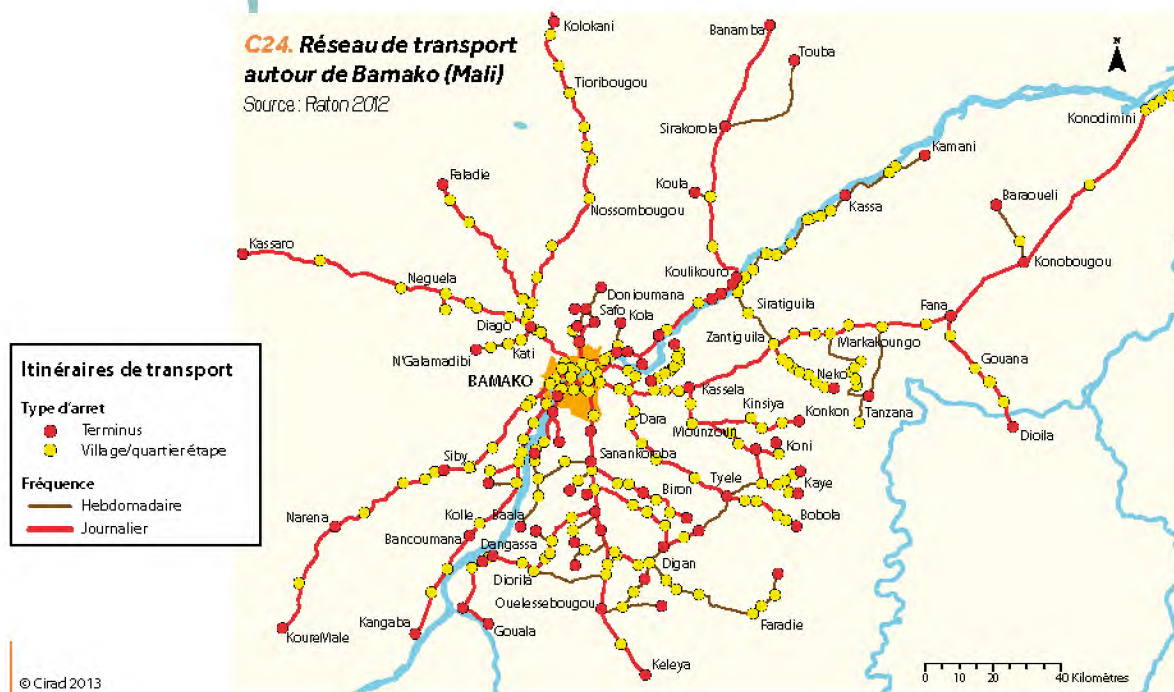 C24. Réseau de transport
autour de Bamako (Mali)
Source : Raton 2012
Kolokani
Banamba
Touba
N
Tioribougou
Konodimini
Sirakorola
Kamani
Faladie
Koula
Baraoueli
Kassa
Nossombougou
Kassaro
Koulikouro
Konobougou
Neguela
Donioumana
Siratiguila
Fana
Safo
Kola
Diago
Zantiguila
Markakoungo
Kati
N'Galamadibi
Gouana
Itinéraires de transport
BAMAKO
Neko
Kassela
Type d'arret
Kinsiya
Konkon
Tanzana
Terminus
Dara
Mounzoun
Dioila
Village/quartier étape
Koni
Siby
Sanankoroba
Fréquence
Biron
Tyele
Kaye
Hebdomadaire
Narena
Kolle
Baala
Bobola
Journalier
Bancoumana
Dangassa
Digan
Diorila
Ouelessebougou
Faradie
KoureMale
Kangaba
Gouala
Keleya
0 10 20 40 Kilomètres
© Cirad 2013